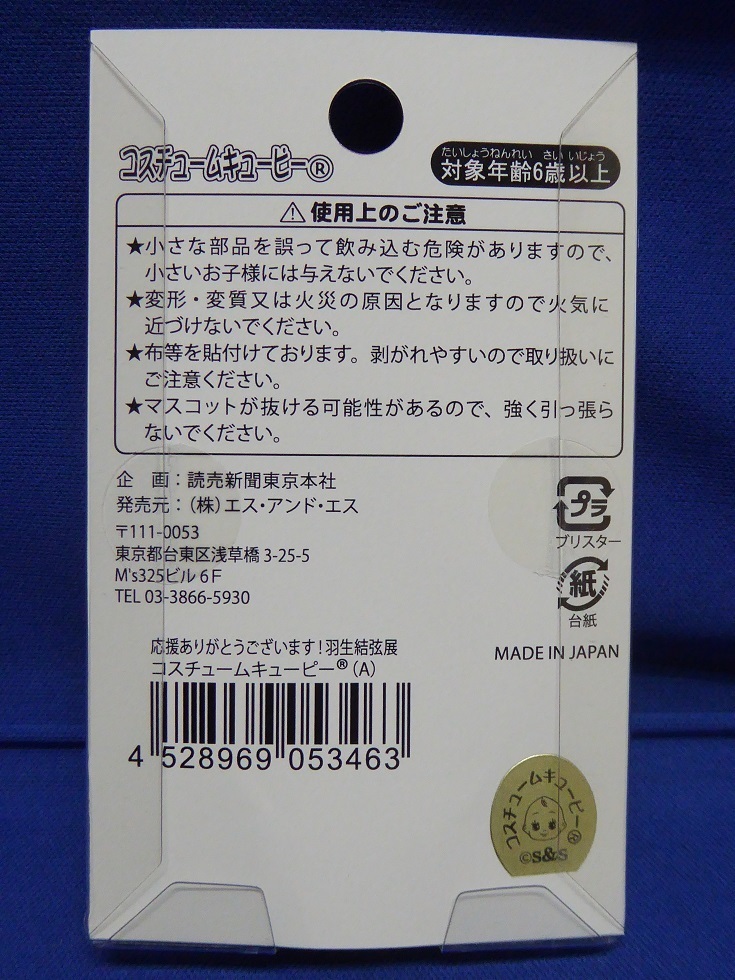 コスチュームキューピー®
たいしょうねんれい さい いじょう
対象年齢6歳以上
⚠使用上のご注意
★小さな部品を誤って飲み込む危険がありますので、
小さいお子様には与えないでください。
★変形・変質又は火災の原因となりますので火気に
近づけないでください。
★布等を貼付けております。剥がれやすいので取り扱いに
ご注意ください。
★マスコットが抜ける可能性があるので、強く引っ張ら
ないでください。
企　画：読売新聞東京本社
発売元：（株）エス・アンド・エス
〒111-0053
東京都台東区浅草橋 3-25-5
M's325ビル 6F
TEL 03-3866-5930
プラ
ブリスター
紙
台紙
MADE IN JAPAN
応援ありがとうございます！羽生結弦展
コスチュームキューピー®（A）
4 528969 053463
コスチュームキューピー®
©S&S